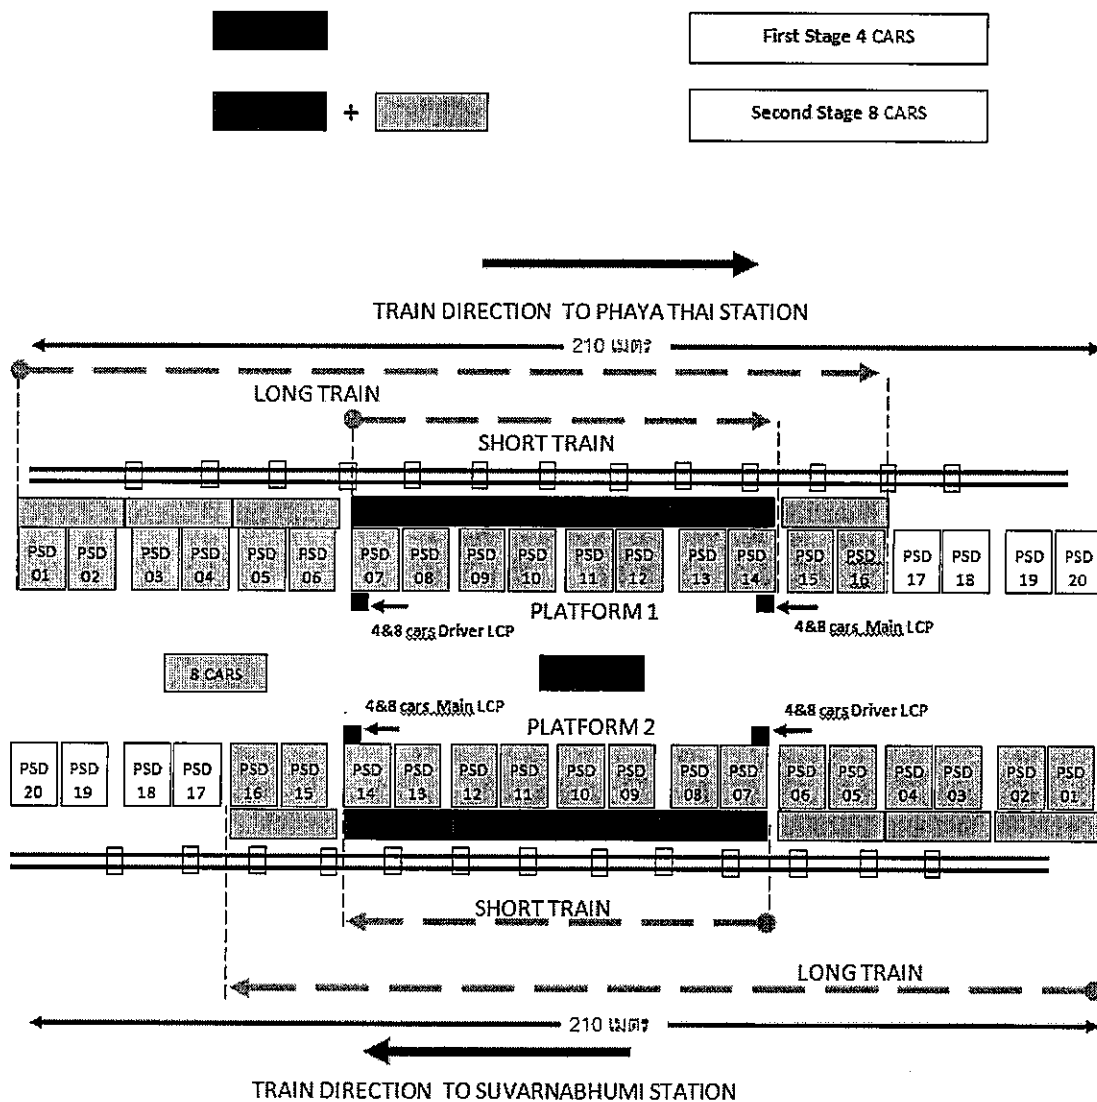 First Stage 4 CARS
+
Second Stage 8 CARS
TRAIN DIRECTION TO PHAYA THAI STATION
210 เมตร
LONG TRAIN
SHORT TRAIN
PSD 01 PSD 02 PSD 03 PSD 04 PSD 05 PSD 06 PSD 07 PSD 08 PSD 09 PSD 10 PSD 11 PSD 12 PSD 13 PSD 14 PSD 15 PSD 16 PSD 17 PSD 18 PSD 19 PSD 20
PLATFORM 1
4&8 cars Driver LCP
4&8 cars Main LCP
8 CARS
4&8 cars Main LCP
PLATFORM 2
4&8 cars Driver LCP
PSD 20 PSD 19 PSD 18 PSD 17 PSD 16 PSD 15 PSD 14 PSD 13 PSD 12 PSD 11 PSD 10 PSD 09 PSD 08 PSD 07 PSD 06 PSD 05 PSD 04 PSD 03 PSD 02 PSD 01
SHORT TRAIN
LONG TRAIN
210 เมตร
TRAIN DIRECTION TO SUVARNABHUMI STATION